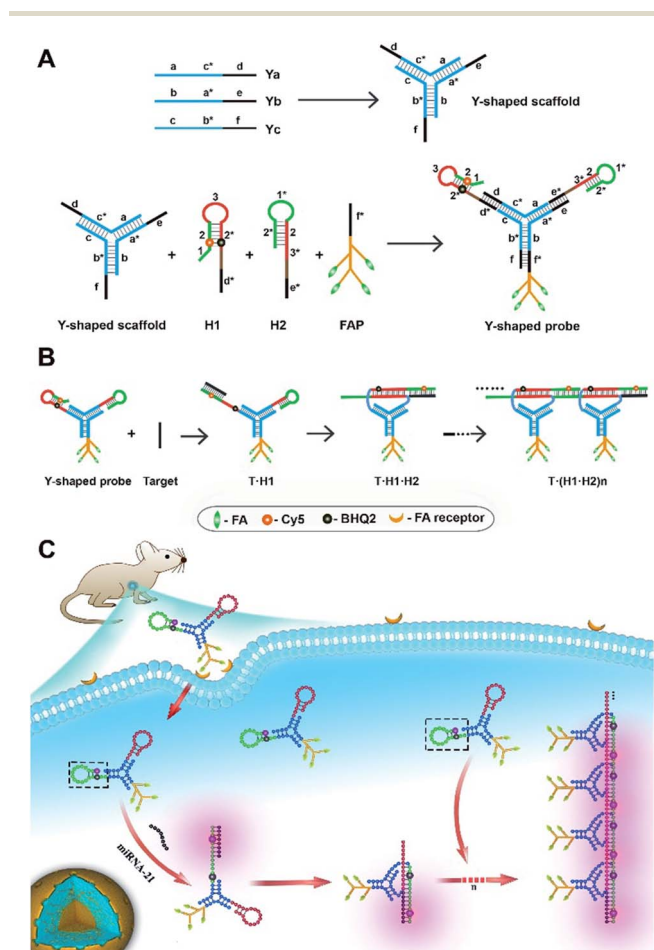 A
a c* d Ya
b a* e Yb
c b* f Yc
d c* a e
c a*
b* b
f
Y-shaped scaffold
d c* a e
c a*
b* b
f
+
3
2 2*
1
d*
+
1*
2* 2
3*
e*
+
f*
3 2 1
2* d
d* c* a e*
c a* e
3* 2 1*
2*
b* b
f f*
Y-shaped scaffold H1 H2 FAP Y-shaped probe
B
+
Y-shaped probe Target T·H1 T·H1·H2 T·(H1·H2)n
- FA - Cy5 - BHQ2 - FA receptor
C
miRNA-21
n